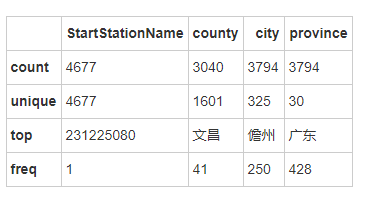 StartStationName county city province
count 4677 3040 3794 3794
unique 4677 1601 325 30
top 231225080 文昌 儋州 广东
freq 1 41 250 428